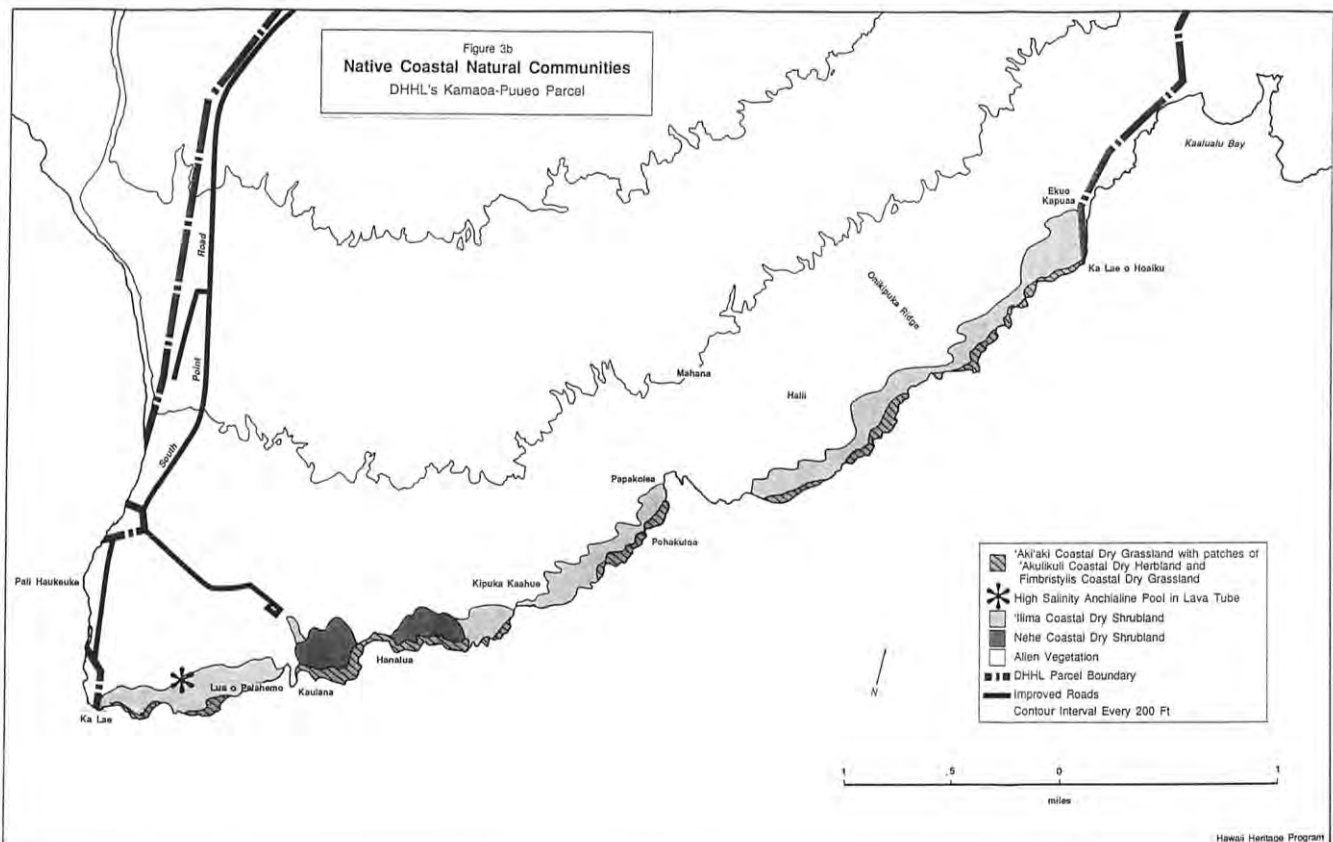 Figure 3b
Native Coastal Natural Communities
DHHL's Kamaoa-Puueo Parcel
Kaalualu Bay
Ekuo
Kapuaa
Ka Lae o Hoaiku
Onikipuka Ridge
Road
Point
South
Mahana
Halii
Papakolea
Pohakuloa
Pali Haukeuke
Kipuka Kaahue
Hanalua
Lua o Palahemo
Kaulana
Ka Lae
N
'Aki'aki Coastal Dry Grassland with patches of
'Akulikuli Coastal Dry Herbland and
Fimbristylis Coastal Dry Grassland
High Salinity Anchialine Pool in Lava Tube
'Ilima Coastal Dry Shrubland
Nehe Coastal Dry Shrubland
Alien Vegetation
DHHL Parcel Boundary
Improved Roads
Contour Interval Every 200 Ft
1 .5 0 1
miles
Hawaii Heritage Program